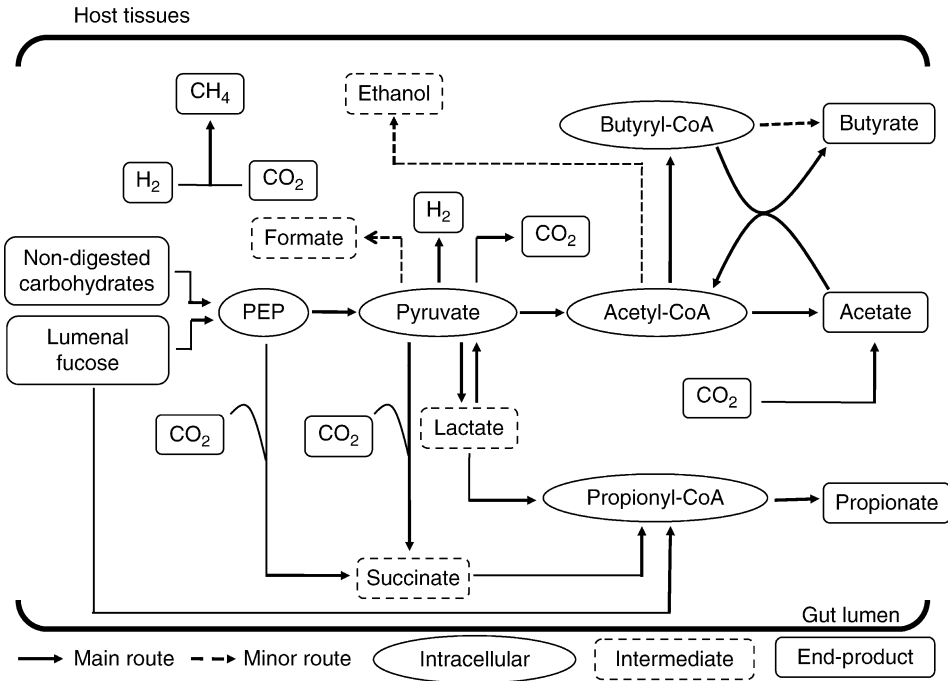 Host tissues
CH₄
Ethanol
Butyryl-CoA
Butyrate
H₂
CO₂
Formate
H₂
CO₂
Non-digested
carbohydrates
PEP
Pyruvate
Acetyl-CoA
Acetate
Lumenal
fucose
CO₂
CO₂
CO₂
Lactate
Propionyl-CoA
Propionate
Succinate
Gut lumen
Main route
Minor route
Intracellular
Intermediate
End-product